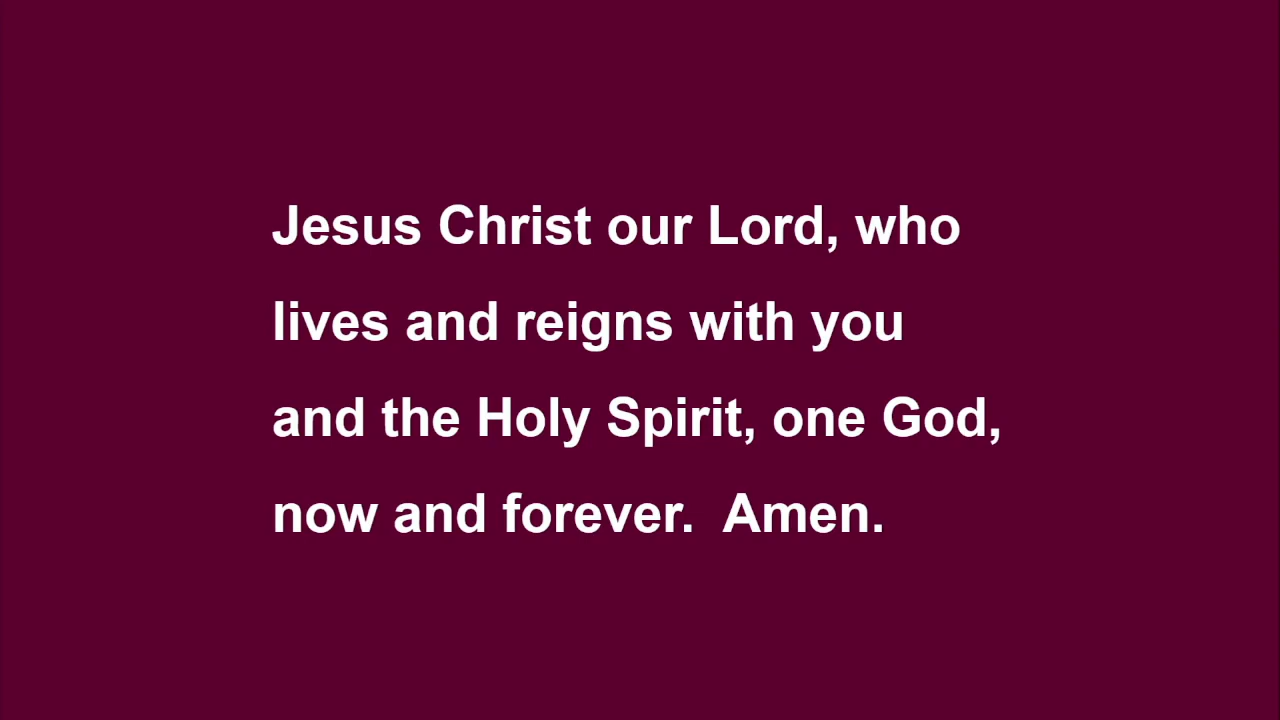 Jesus Christ our Lord, who
lives and reigns with you
and the Holy Spirit, one God,
now and forever.  Amen.